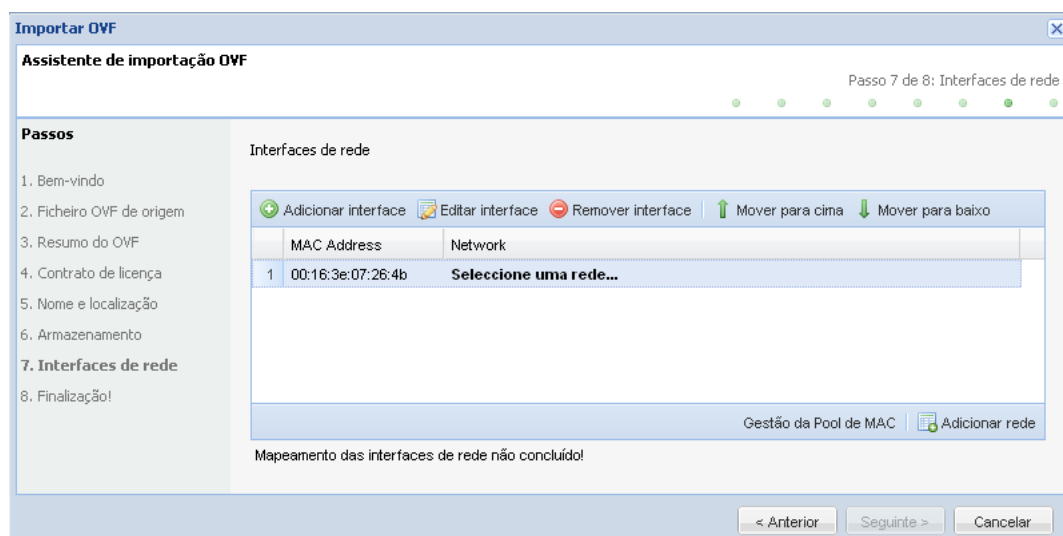 Importar OVF
Assistente de importação OVF
Passo 7 de 8: Interfaces de rede
Passos
1. Bem-vindo
2. Ficheiro OVF de origem
3. Resumo do OVF
4. Contrato de licença
5. Nome e localização
6. Armazenamento
7. Interfaces de rede
8. Finalização!
Interfaces de rede
Adicionar interface Editar interface Remover interface Mover para cima Mover para baixo
MAC Address Network
1 00:16:3e:07:26:4b Seleccione uma rede...
Gestão da Pool de MAC Adicionar rede
Mapeamento das interfaces de rede não concluído!
< Anterior Seguinte > Cancelar